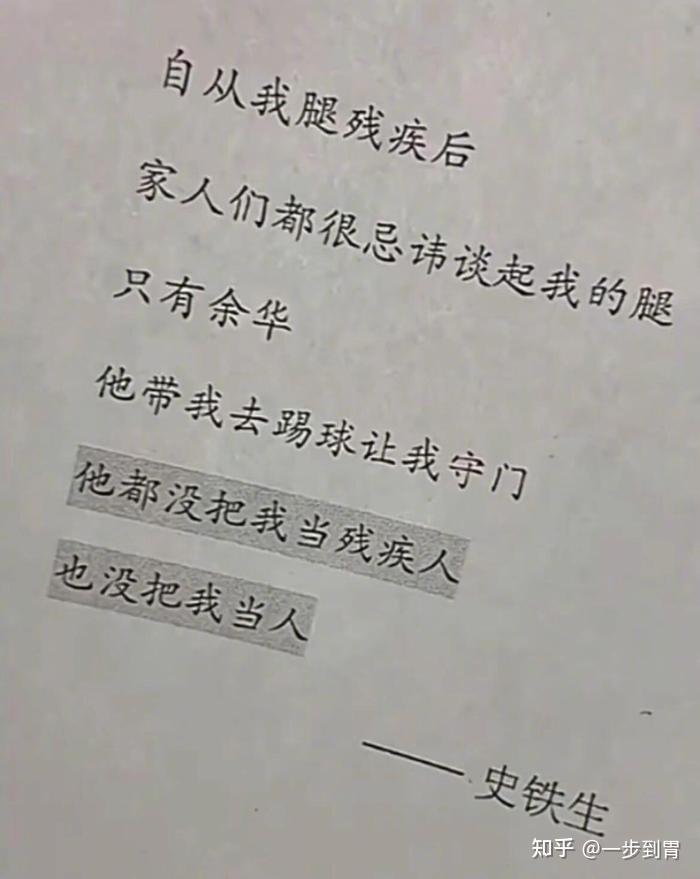 自从我腿残疾后
家人们都很忌讳谈起我的腿
只有余华
他带我去踢球让我守门
他都没把我当残疾人
也没把我当人
——史铁生
知乎 @一步到胃